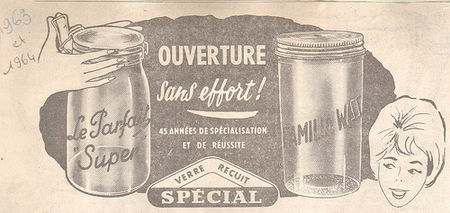 1963
et
1964
OUVERTURE
sans effort!
45 ANNÉES DE SPÉCIALISATION
ET DE RÉUSSITE
VERRE RECUIT
SPÉCIAL
Le Parfait
"Super"
FAMILIA WISS